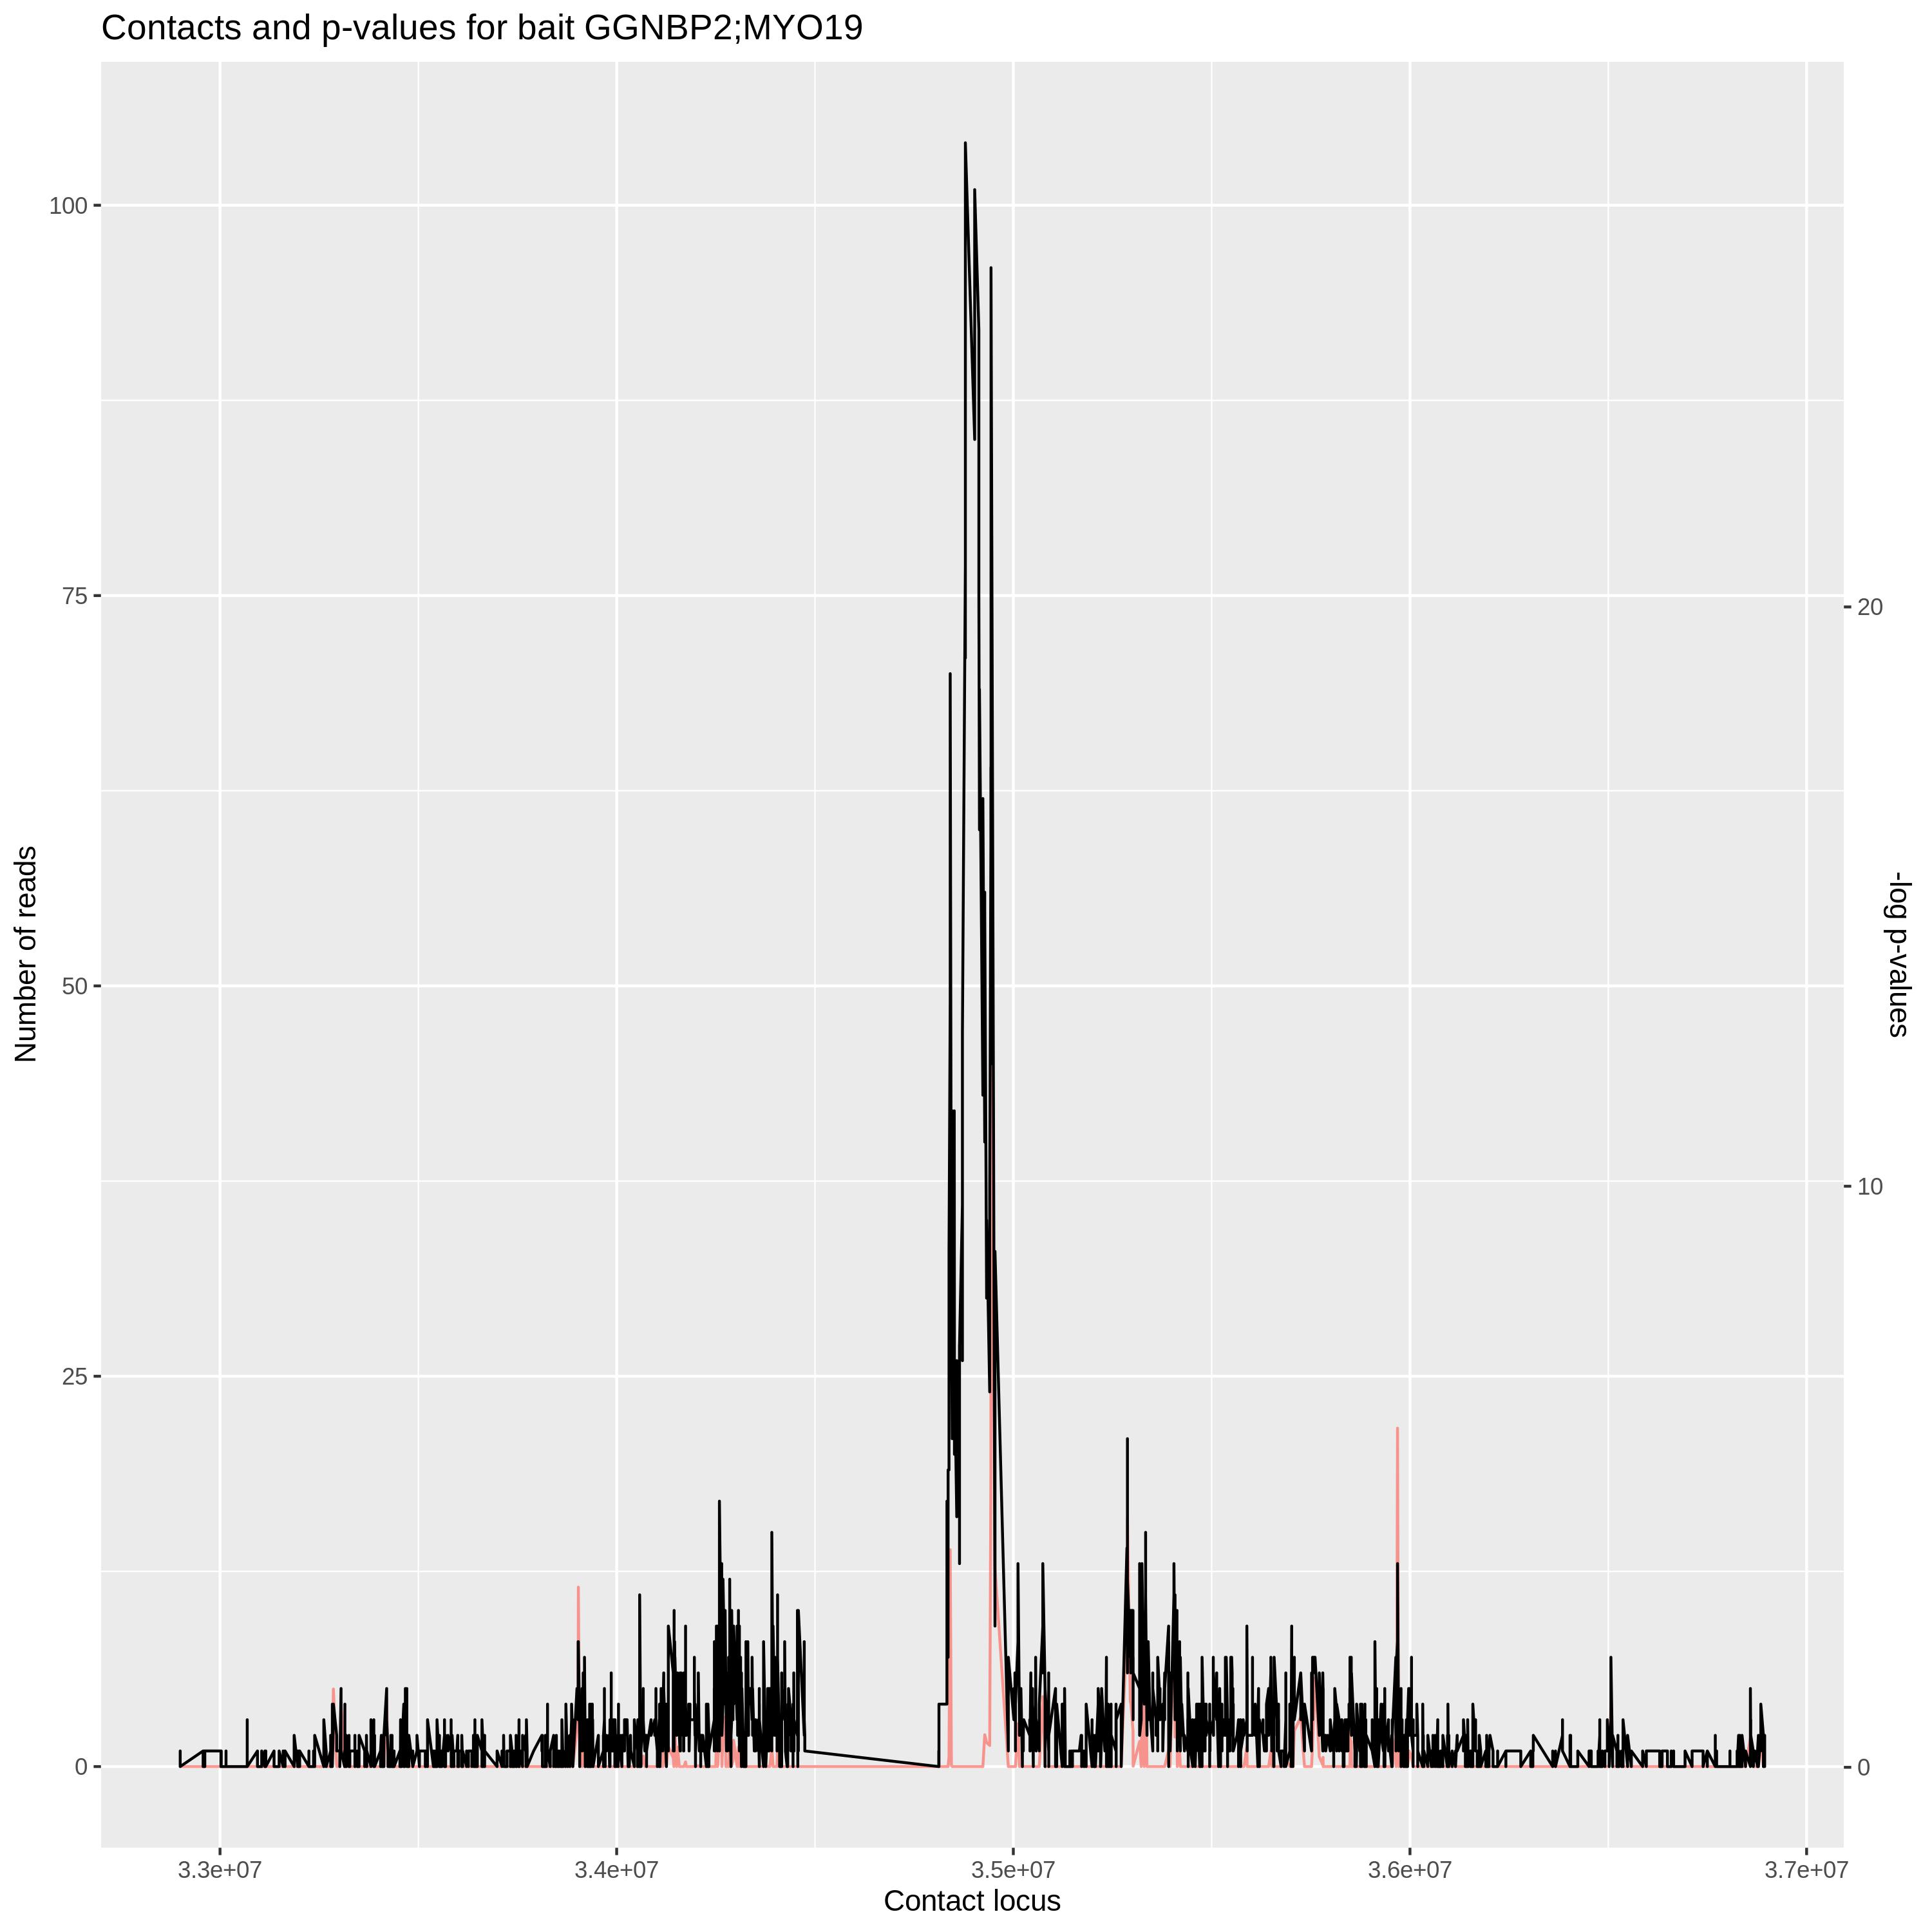 Contacts and p-values for bait GGNBP2;MYO19
100
75
50
25
0
Number of reads
20
10
0
-log p-values
3.3e+07
3.4e+07
3.5e+07
3.6e+07
3.7e+07
Contact locus